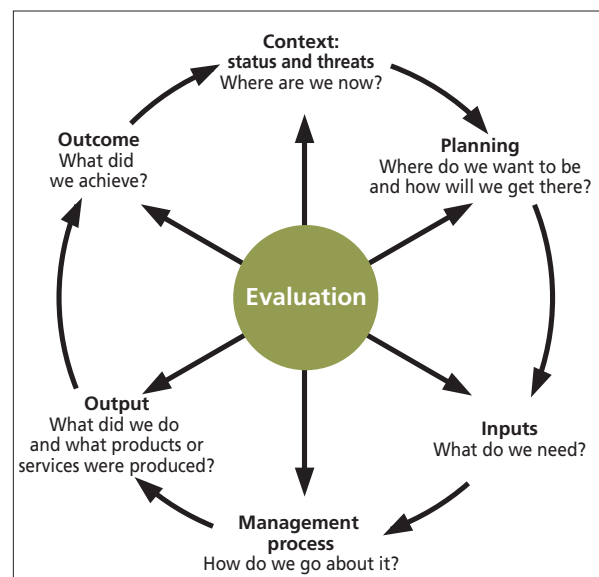 Context:
status and threats
Where are we now?
Planning
Where do we want to be
and how will we get there?
Inputs
What do we need?
Management
process
How do we go about it?
Output
What did we do
and what products or
services were produced?
Outcome
What did
we achieve?
Evaluation